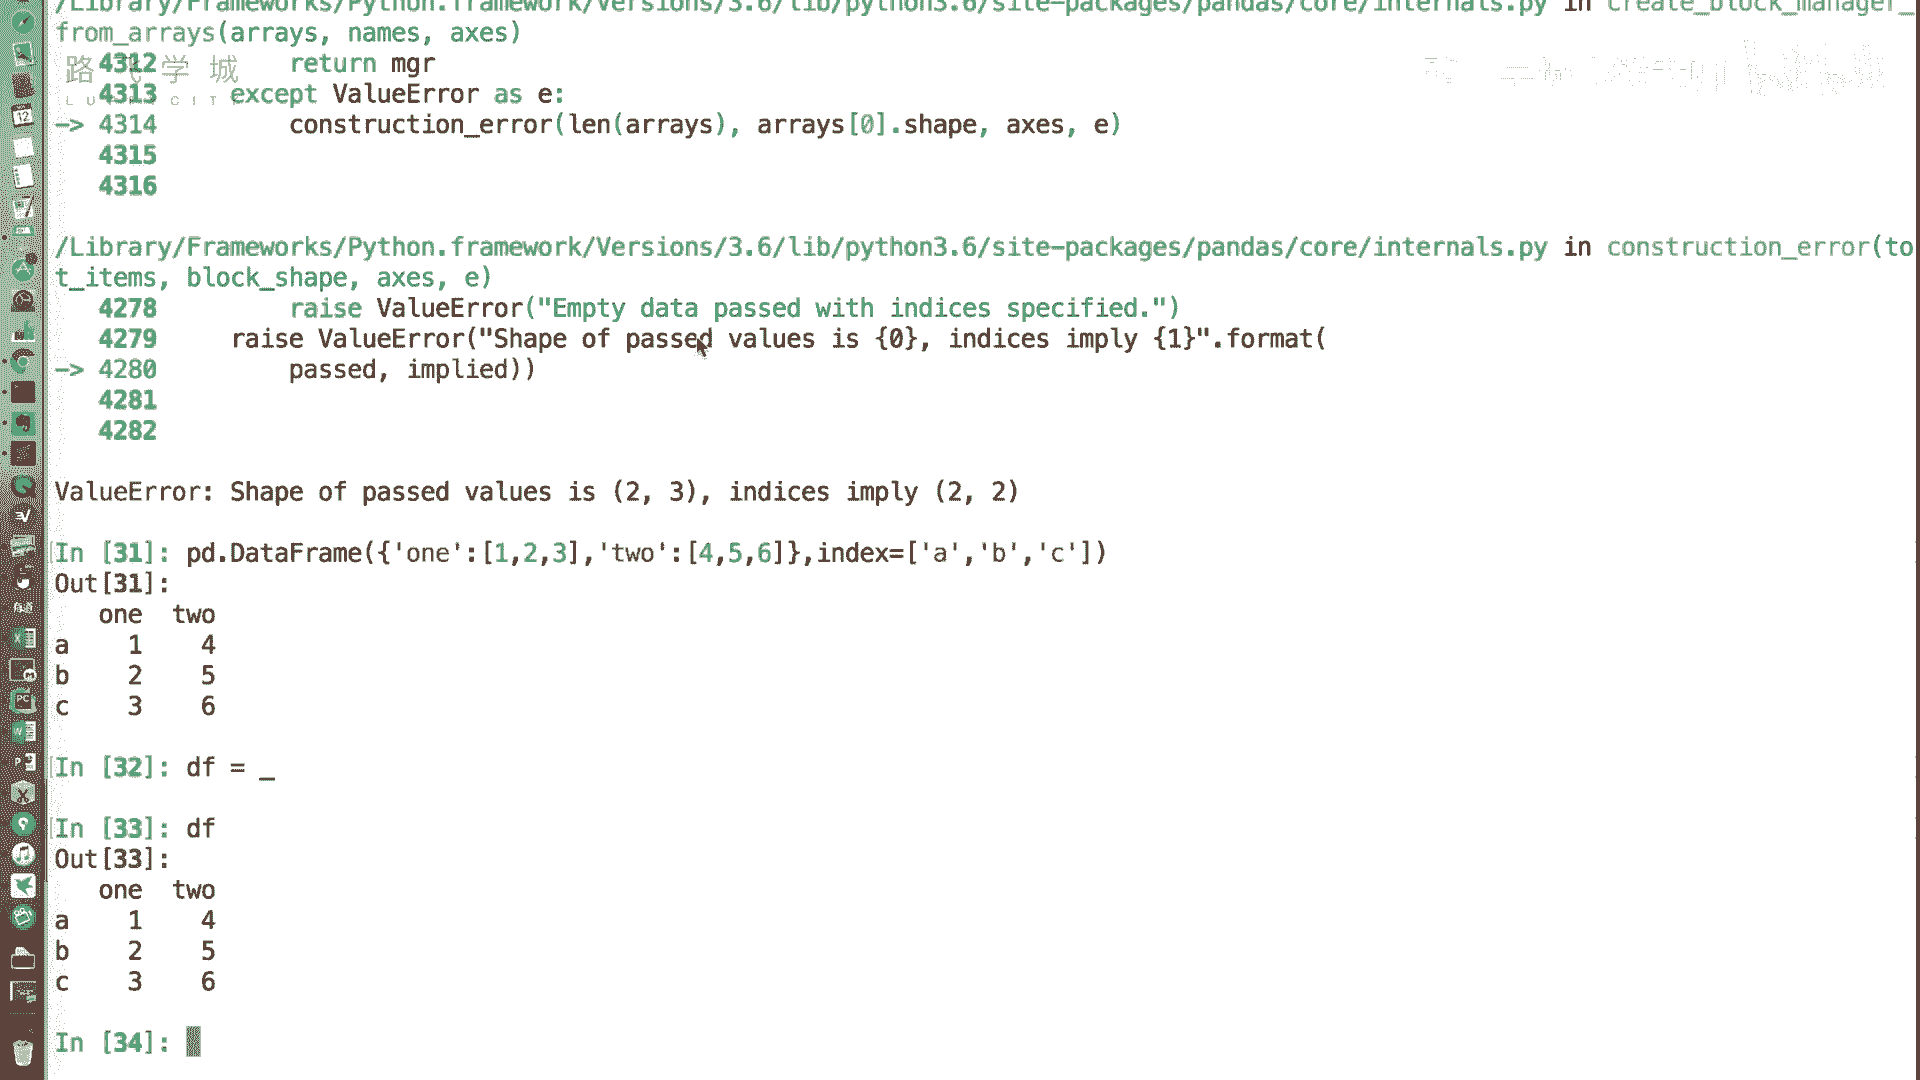 /Library/Frameworks/Python.framework/Versions/3.6/lib/python3.6/site-packages/pandas/core/internals.py in create_block_manager_
from_arrays(arrays, names, axes)
路 学 城
   4312         return mgr
   4313     except ValueError as e:
-> 4314         construction_error(len(arrays), arrays[0].shape, axes, e)
   4315
   4316
/Library/Frameworks/Python.framework/Versions/3.6/lib/python3.6/site-packages/pandas/core/internals.py in construction_error(to
t_items, block_shape, axes, e)
   4278         raise ValueError("Empty data passed with indices specified.")
   4279     raise ValueError("Shape of passed values is {0}, indices imply {1}".format(
-> 4280         passed, implied))
   4281
   4282
ValueError: Shape of passed values is (2, 3), indices imply (2, 2)
In [31]: pd.DataFrame({'one':[1,2,3],'two':[4,5,6]},index=['a','b','c'])
Out[31]:
   one  two
a    1    4
b    2    5
c    3    6
In [32]: df = _
In [33]: df
Out[33]:
   one  two
a    1    4
b    2    5
c    3    6
In [34]: